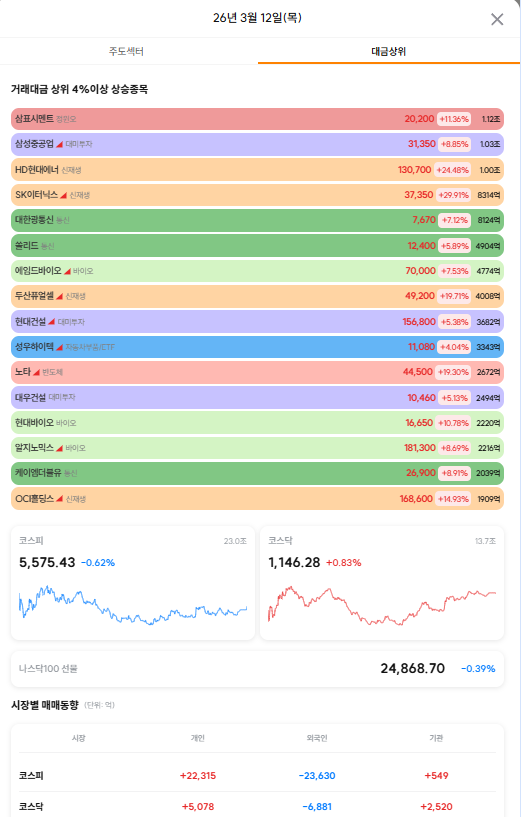 26년 3월 12일(목)
주도섹터 대금상위
거래대금 상위 4%이상 상승종목
삼표시멘트 정원오 20,200 +11.36% 1.12조
삼성중공업 대미투자 31,350 +8.85% 1.03조
HD현대에너 신재생 130,700 +24.48% 1.00조
SK이터닉스 신재생 37,350 +29.91% 8314억
대한광통신 통신 7,670 +7.12% 8124억
쏠리드 통신 12,400 +5.89% 4904억
에임드바이오 바이오 70,000 +7.53% 4774억
두산퓨얼셀 신재생 49,200 +19.71% 4008억
현대건설 대미투자 156,800 +5.38% 3682억
성우하이텍 자동차부품/ETF 11,080 +4.04% 3343억
노타 반도체 44,500 +19.30% 2672억
대우건설 대미투자 10,460 +5.13% 2494억
현대바이오 바이오 16,650 +10.78% 2220억
알지노믹스 바이오 181,300 +8.69% 2216억
케이엠더블유 통신 26,900 +8.91% 2039억
OCI홀딩스 신재생 168,600 +14.93% 1909억
코스피 23.0조
5,575.43 -0.62%
코스닥 13.7조
1,146.28 +0.83%
나스닥100 선물 24,868.70 -0.39%
시장별 매매동향 (단위: 억)
시장 개인 외국인 기관
코스피 +22,315 -23,630 +549
코스닥 +5,078 -6,881 +2,520